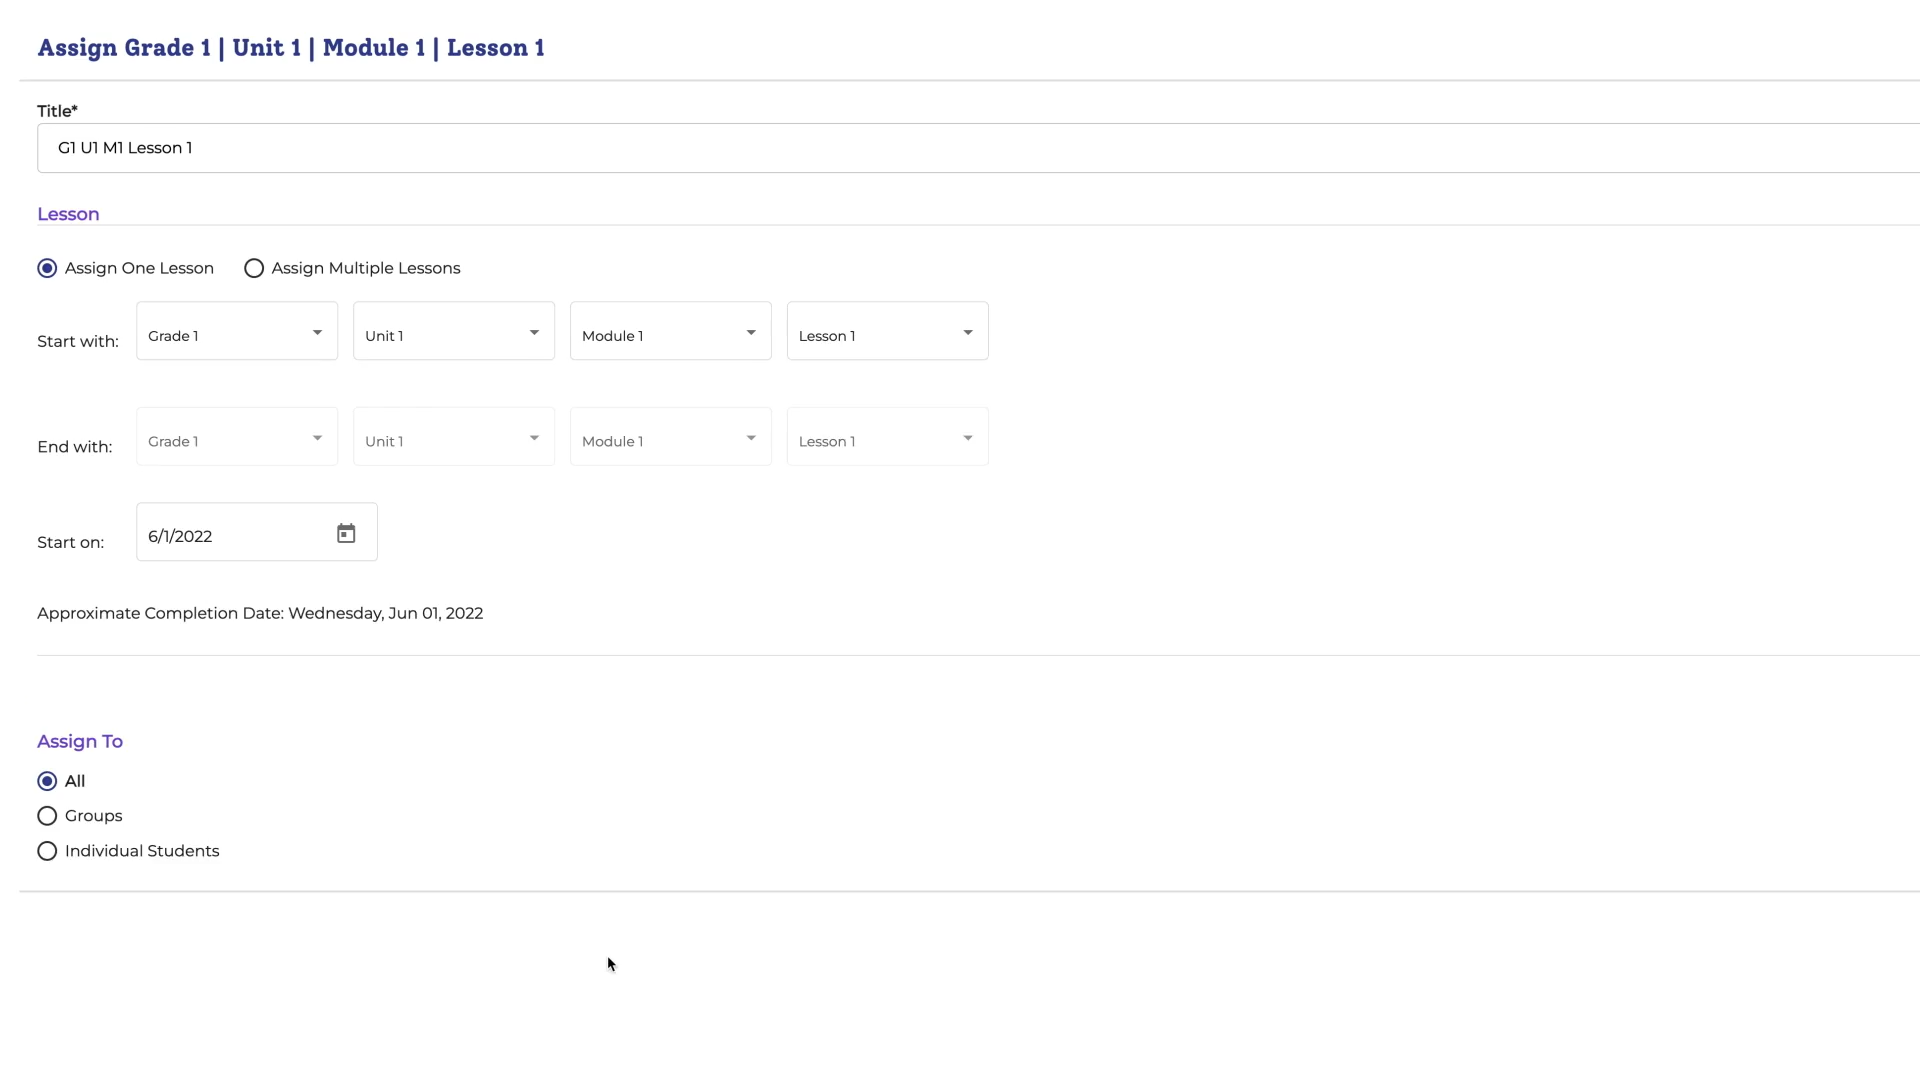 Assign Grade 1 | Unit 1 | Module 1 | Lesson 1
Title*
G1 U1 M1 Lesson 1
Lesson
Assign One Lesson Assign Multiple Lessons
Start with: Grade 1 Unit 1 Module 1 Lesson 1
End with: Grade 1 Unit 1 Module 1 Lesson 1
Start on: 6/1/2022
Approximate Completion Date: Wednesday, Jun 01, 2022
Assign To
All
Groups
Individual Students